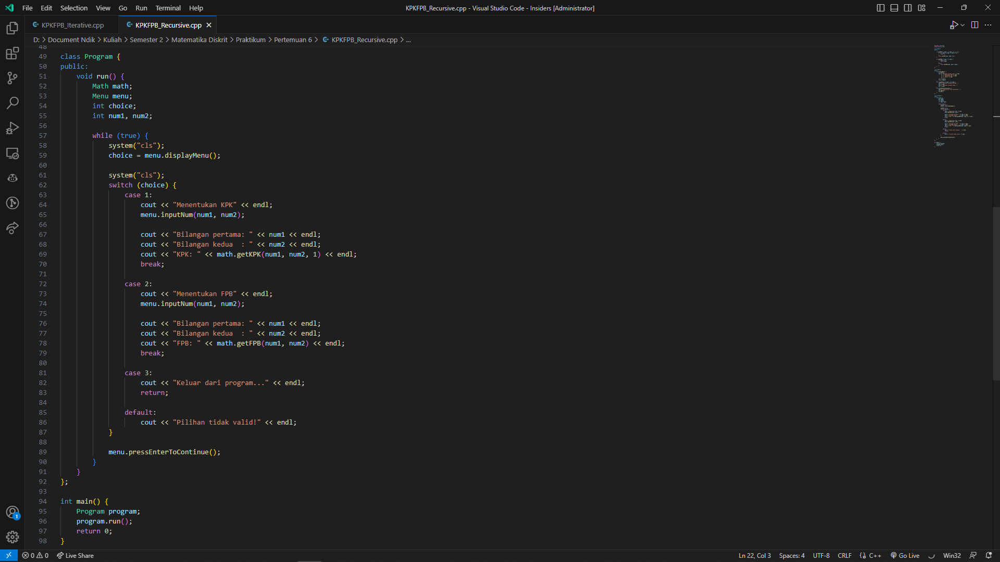 File Edit Selection View Go Run Terminal Help KPKFPB_Recursive.cpp - Visual Studio Code - Insiders [Administrator]
KPKFPB_Iterative.cpp KPKFPB_Recursive.cpp
D: > Document Ndik > Kuliah > Semester 2 > Matematika Diskrit > Praktikum > Pertemuan 6 > KPKFPB_Recursive.cpp > ...
48
49 class Program {
50 public:
51     void run() {
52         Math math;
53         Menu menu;
54         int choice;
55         int num1, num2;
56
57         while (true) {
58             system("cls");
59             choice = menu.displayMenu();
60
61             system("cls");
62             switch (choice) {
63                 case 1:
64                     cout << "Menentukan KPK" << endl;
65                     menu.inputNum(num1, num2);
66
67                     cout << "Bilangan pertama: " << num1 << endl;
68                     cout << "Bilangan kedua  : " << num2 << endl;
69                     cout << "KPK: " << math.getKPK(num1, num2, 1) << endl;
70                     break;
71
72                 case 2:
73                     cout << "Menentukan FPB" << endl;
74                     menu.inputNum(num1, num2);
75
76                     cout << "Bilangan pertama: " << num1 << endl;
77                     cout << "Bilangan kedua  : " << num2 << endl;
78                     cout << "FPB: " << math.getFPB(num1, num2) << endl;
79                     break;
80
81                 case 3:
82                     cout << "Keluar dari program..." << endl;
83                     return;
84
85                 default:
86                     cout << "Pilihan tidak valid!" << endl;
87             }
88
89             menu.pressEnterToContinue();
90         }
91     }
92 };
93
94 int main() {
95     Program program;
96     program.run();
97     return 0;
98 }
1
0 0 Live Share Ln 22, Col 3 Spaces: 4 UTF-8 CRLF {} C++ Go Live Win32